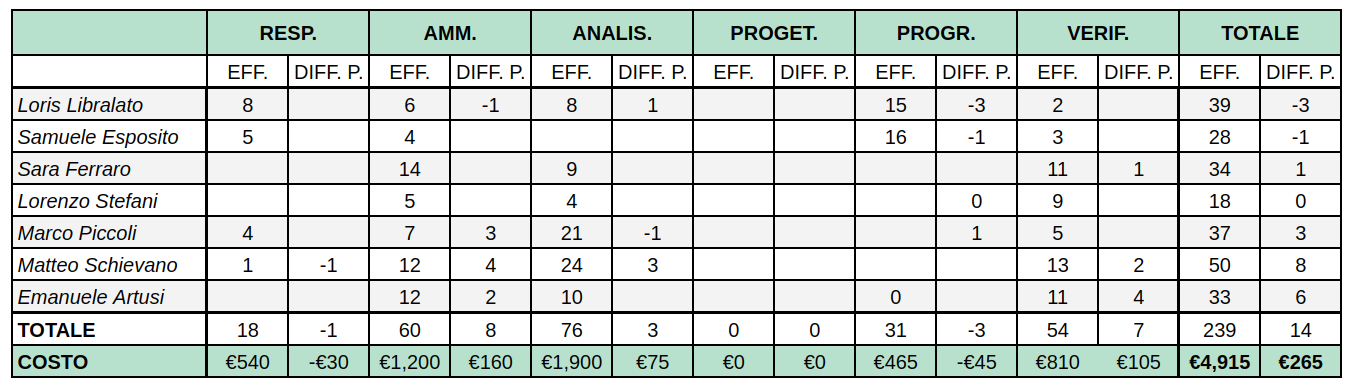 RESP. AMM. ANALIS. PROGET. PROGR. VERIF. TOTALE
EFF. DIFF. P. EFF. DIFF. P. EFF. DIFF. P. EFF. DIFF. P. EFF. DIFF. P. EFF. DIFF. P. EFF. DIFF. P.
Loris Libralato 8 6 -1 8 1 15 -3 2 39 -3
Samuele Esposito 5 4 16 -1 3 28 -1
Sara Ferraro 14 9 11 1 34 1
Lorenzo Stefani 5 4 0 9 18 0
Marco Piccoli 4 7 3 21 -1 1 5 37 3
Matteo Schievano 1 -1 12 4 24 3 13 2 50 8
Emanuele Artusi 12 2 10 0 11 4 33 6
TOTALE 18 -1 60 8 76 3 0 0 31 -3 54 7 239 14
COSTO €540 -€30 €1,200 €160 €1,900 €75 €0 €0 €465 -€45 €810 €105 €4,915 €265